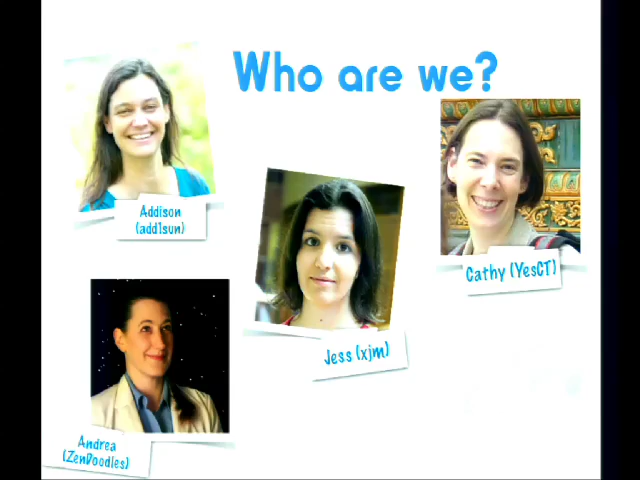 Who are we?
Addison
(add1sun)
Cathy (YesCT)
Jess (xjm)
Andrea
(ZenDoodles)